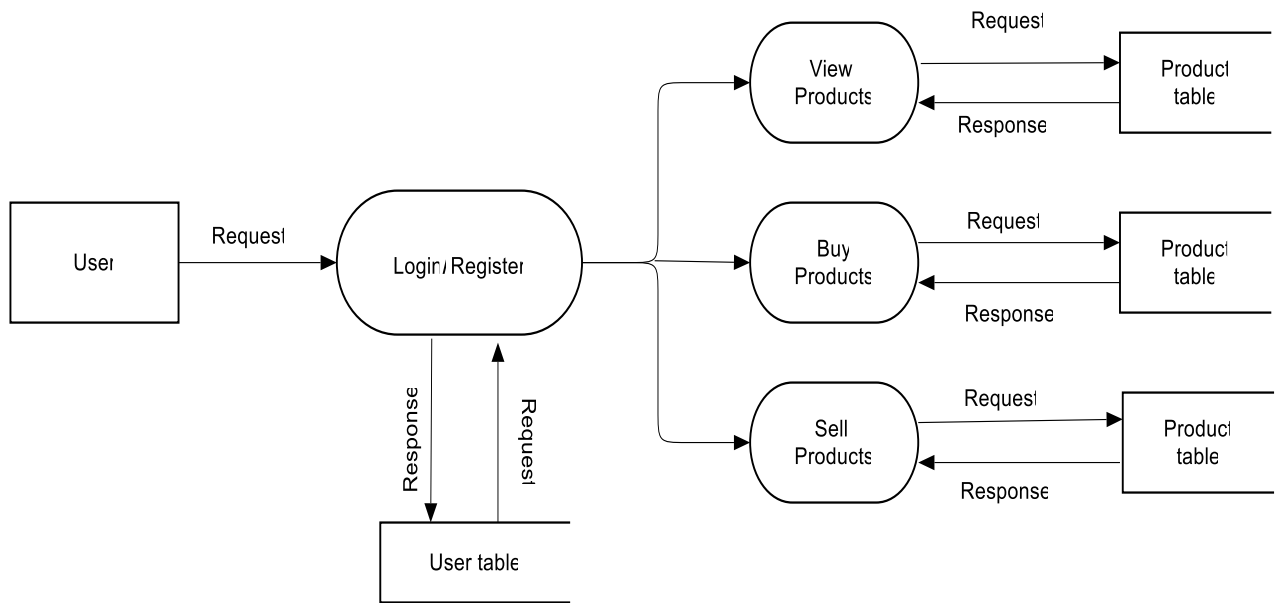 Request
View
Products
Product
table
Response
User
Request
Login/Register
Buy
Products
Request
Product
table
Response
Response
Request
Sell
Products
Request
Product
table
Response
User table